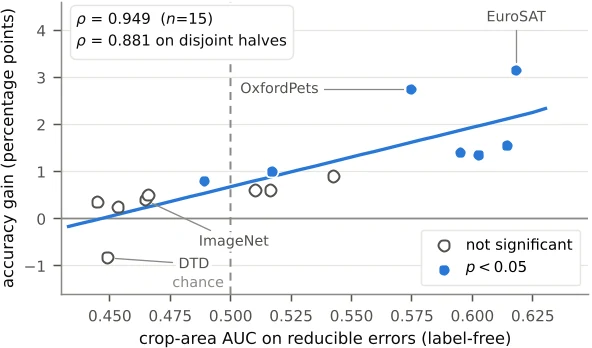 ρ = 0.949 (n=15)
ρ = 0.881 on disjoint halves
EuroSAT
OxfordPets
ImageNet
DTD
chance
not significant
p < 0.05
accuracy gain (percentage points)
4
3
2
1
0
−1
0.450 0.475 0.500 0.525 0.550 0.575 0.600 0.625
crop-area AUC on reducible errors (label-free)